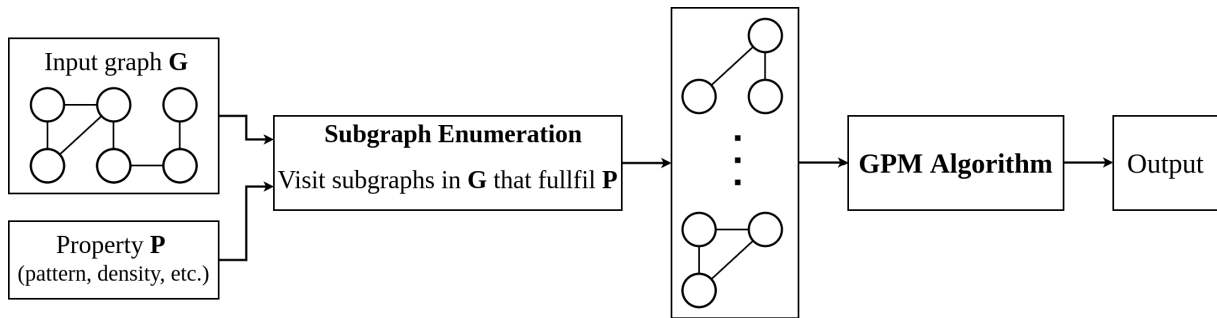 Input graph G
Property P
(pattern, density, etc.)
Subgraph Enumeration
Visit subgraphs in G that fullfil P
GPM Algorithm
Output